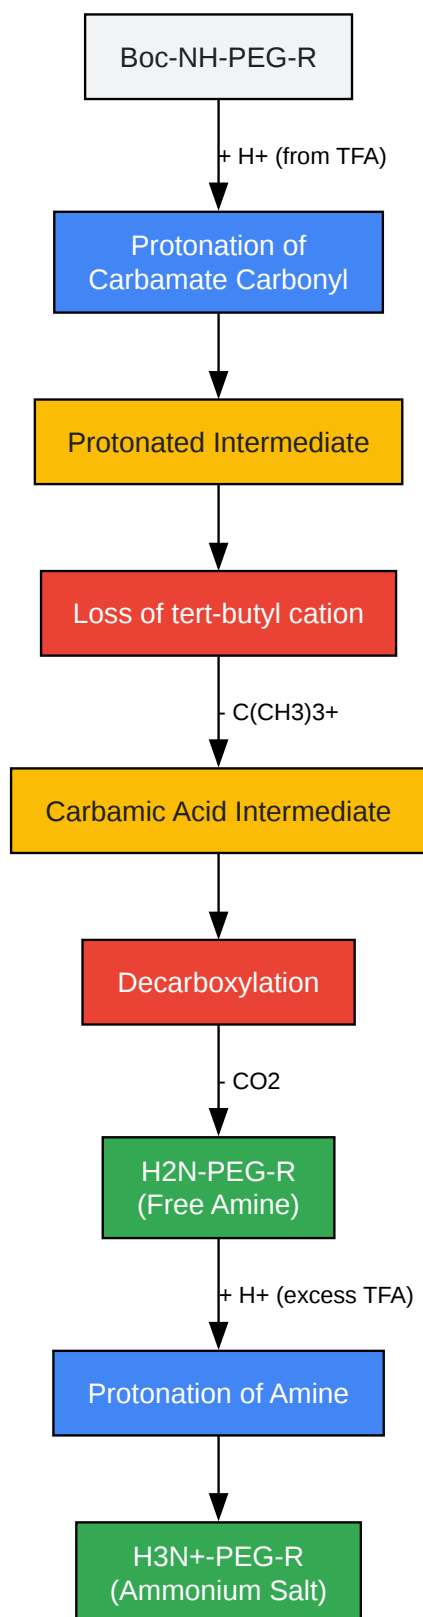 Boc-NH-PEG-R
+ H+ (from TFA)
Protonation of
Carbamate Carbonyl
Protonated Intermediate
Loss of tert-butyl cation
- C(CH3)3+
Carbamic Acid Intermediate
Decarboxylation
- CO2
H2N-PEG-R
(Free Amine)
+ H+ (excess TFA)
Protonation of Amine
H3N+-PEG-R
(Ammonium Salt)